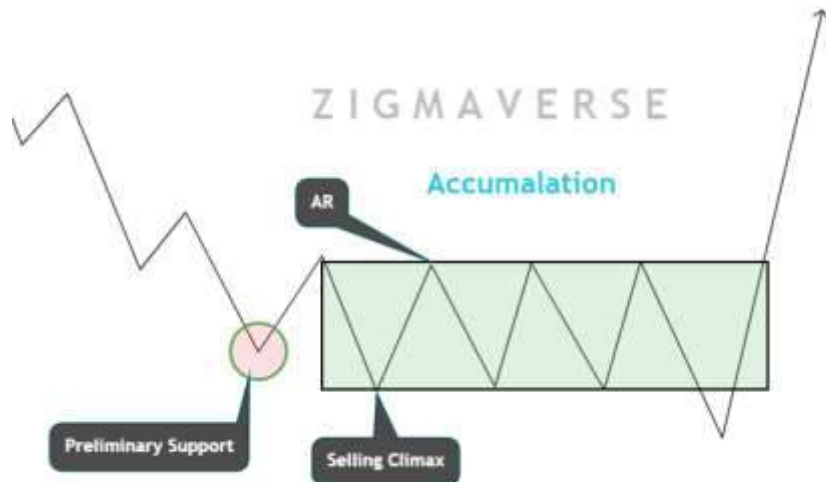 ZIGMAVERSE
Accumalation
AR
Preliminary Support
Selling Climax